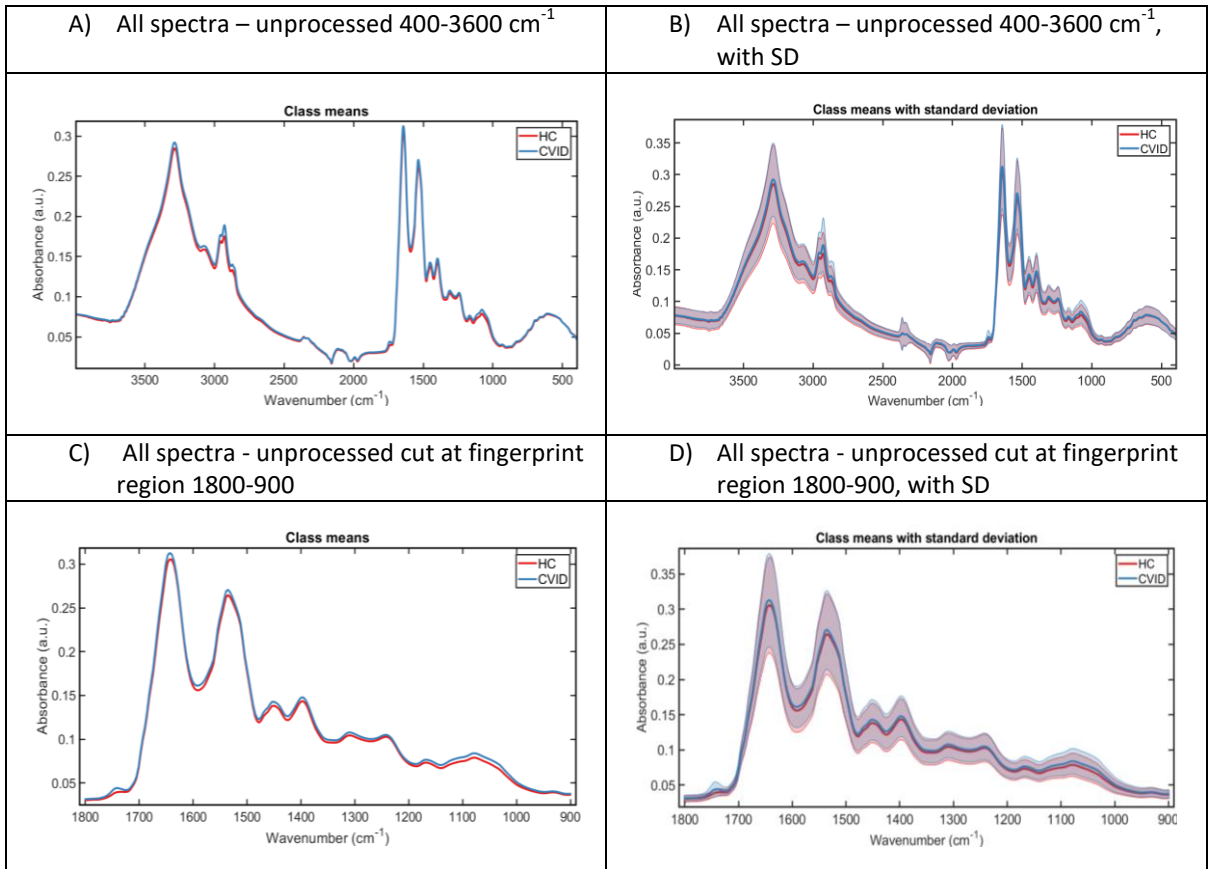 A) All spectra – unprocessed 400-3600 cm-1
B) All spectra – unprocessed 400-3600 cm-1,
with SD
Class means
HC
CVID
0.3
0.25
0.2
0.15
0.1
0.05
Absorbance (a.u.)
3500 3000 2500 2000 1500 1000 500
Wavenumber (cm-1)
Class means with standard deviation
HC
CVID
0.35
0.3
0.25
0.2
0.15
0.1
0.05
0
Absorbance (a.u.)
3500 3000 2500 2000 1500 1000 500
Wavenumber (cm-1)
C) All spectra - unprocessed cut at fingerprint
region 1800-900
D) All spectra - unprocessed cut at fingerprint
region 1800-900, with SD
Class means
HC
CVID
0.3
0.25
0.2
0.15
0.1
0.05
Absorbance (a.u.)
1800 1700 1600 1500 1400 1300 1200 1100 1000 900
Wavenumber (cm-1)
Class means with standard deviation
HC
CVID
0.35
0.3
0.25
0.2
0.15
0.1
0.05
Absorbance (a.u.)
1800 1700 1600 1500 1400 1300 1200 1100 1000 900
Wavenumber (cm-1)